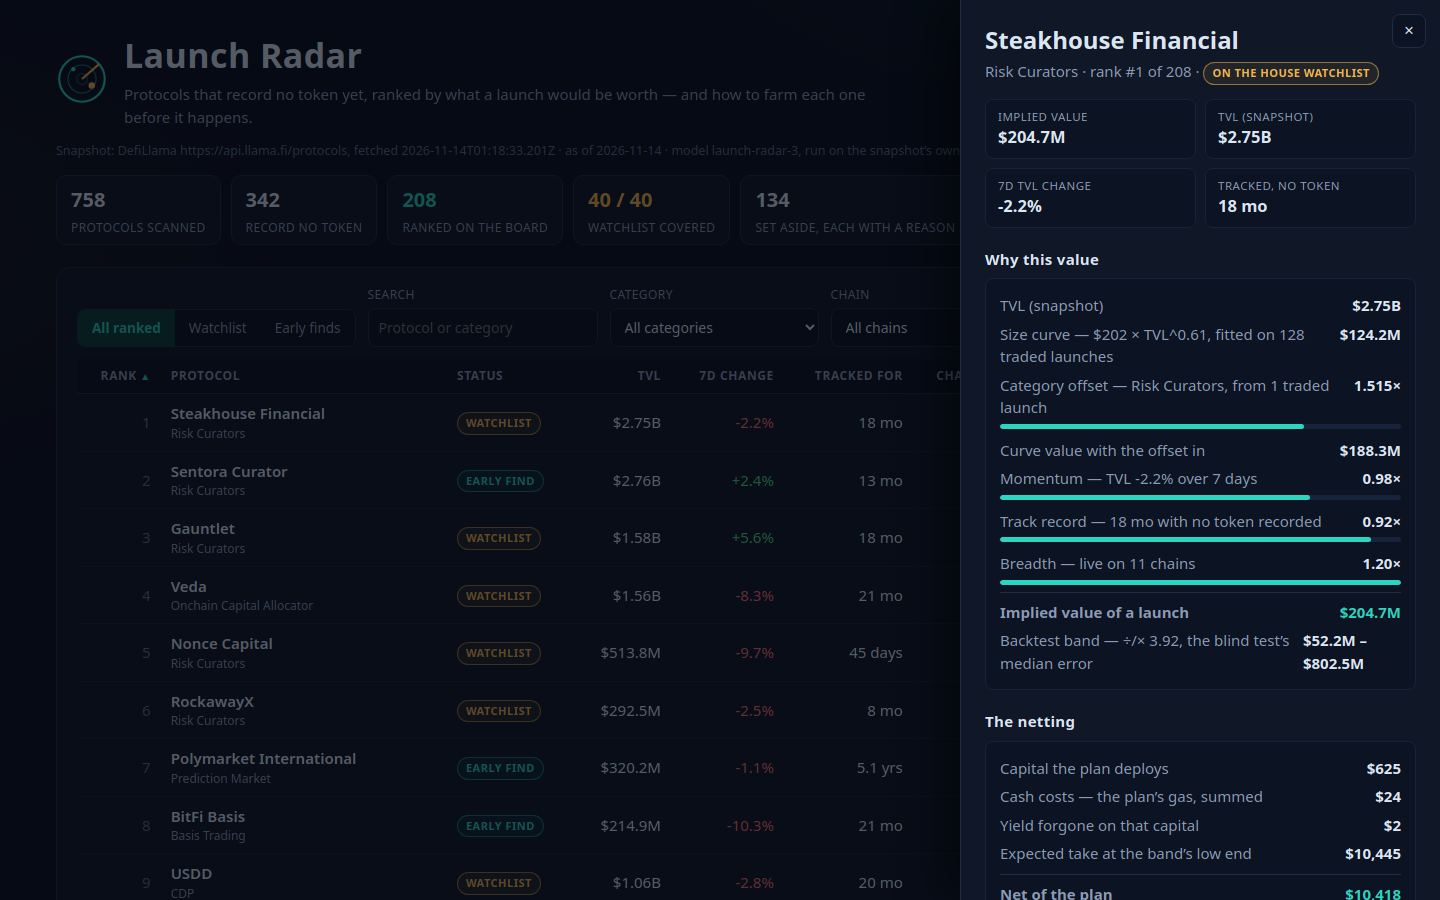 Launch Radar
Protocols that record no token yet, ranked by what a launch would be worth — and how to farm each one
before it happens.
Snapshot: DefiLlama https://api.llama.fi/protocols, fetched 2026-11-14T01:18:33.201Z · as of 2026-11-14 · model launch-radar-3, run on the snapshot's own
758
PROTOCOLS SCANNED
342
RECORD NO TOKEN
208
RANKED ON THE BOARD
40 / 40
WATCHLIST COVERED
134
SET ASIDE, EACH WITH A REASON
SEARCH CATEGORY CHAIN
All ranked Watchlist Early finds Protocol or category All categories All chains
RANK ▲ PROTOCOL STATUS TVL 7D CHANGE TRACKED FOR CHA
1 Steakhouse Financial WATCHLIST $2.75B -2.2% 18 mo
Risk Curators
2 Sentora Curator EARLY FIND $2.76B +2.4% 13 mo
Risk Curators
3 Gauntlet WATCHLIST $1.58B +5.6% 18 mo
Risk Curators
4 Veda WATCHLIST $1.56B -8.3% 21 mo
Onchain Capital Allocator
5 Nonce Capital WATCHLIST $513.8M -9.7% 45 days
Risk Curators
6 RockawayX WATCHLIST $292.5M -2.5% 8 mo
Risk Curators
7 Polymarket International EARLY FIND $320.2M -1.1% 5.1 yrs
Prediction Market
8 BitFi Basis EARLY FIND $214.9M -10.3% 21 mo
Basis Trading
9 USDD WATCHLIST $1.06B -2.8% 20 mo
CDP
Steakhouse Financial
×
Risk Curators · rank #1 of 208 · ON THE HOUSE WATCHLIST
IMPLIED VALUE
$204.7M
TVL (SNAPSHOT)
$2.75B
7D TVL CHANGE
-2.2%
TRACKED, NO TOKEN
18 mo
Why this value
TVL (snapshot) $2.75B
Size curve — $202 × TVL^0.61, fitted on 128 $124.2M
traded launches
Category offset — Risk Curators, from 1 traded 1.515×
launch
Curve value with the offset in $188.3M
Momentum — TVL -2.2% over 7 days 0.98×
Track record — 18 mo with no token recorded 0.92×
Breadth — live on 11 chains 1.20×
Implied value of a launch $204.7M
Backtest band — ÷/× 3.92, the blind test's $52.2M –
median error $802.5M
The netting
Capital the plan deploys $625
Cash costs — the plan's gas, summed $24
Yield forgone on that capital $2
Expected take at the band's low end $10,445
Net of the plan $10,418